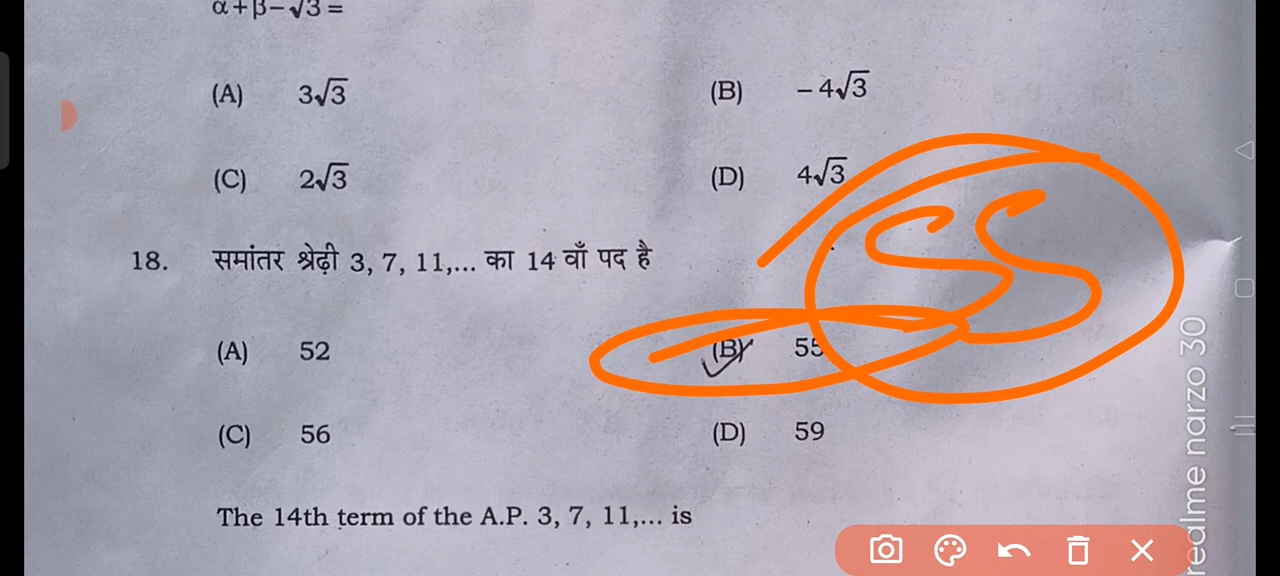 α+β−√3 =
(A) 3√3 (B) − 4√3
(C) 2√3 (D) 4√3
18. समांतर श्रेढ़ी 3, 7, 11,... का 14 वाँ पद है
55
(A) 52 (B) 55
(C) 56 (D) 59
The 14th term of the A.P. 3, 7, 11,... is
realme narzo 30